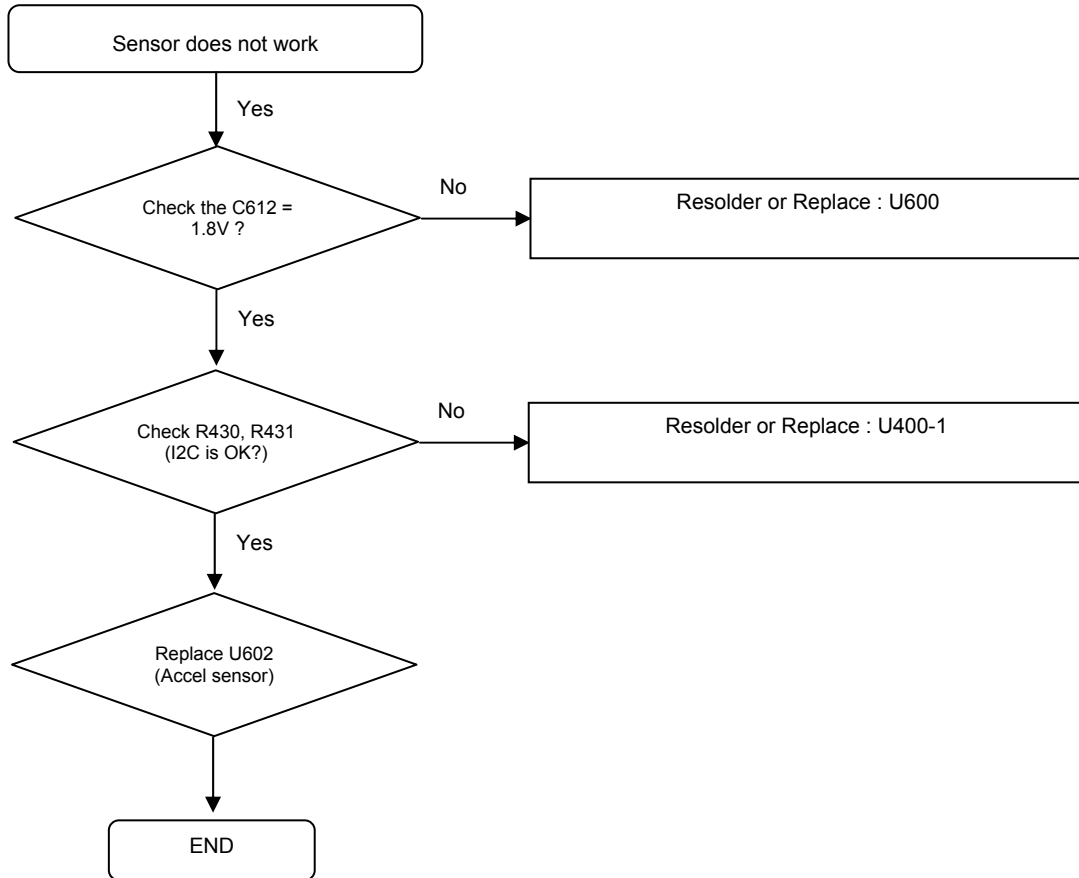 Sensor does not work
Yes
Check the C612 =
1.8V ?
No
Resolder or Replace : U600
Yes
Check R430, R431
(I2C is OK?)
No
Resolder or Replace : U400-1
Yes
Replace U602
(Accel sensor)
END